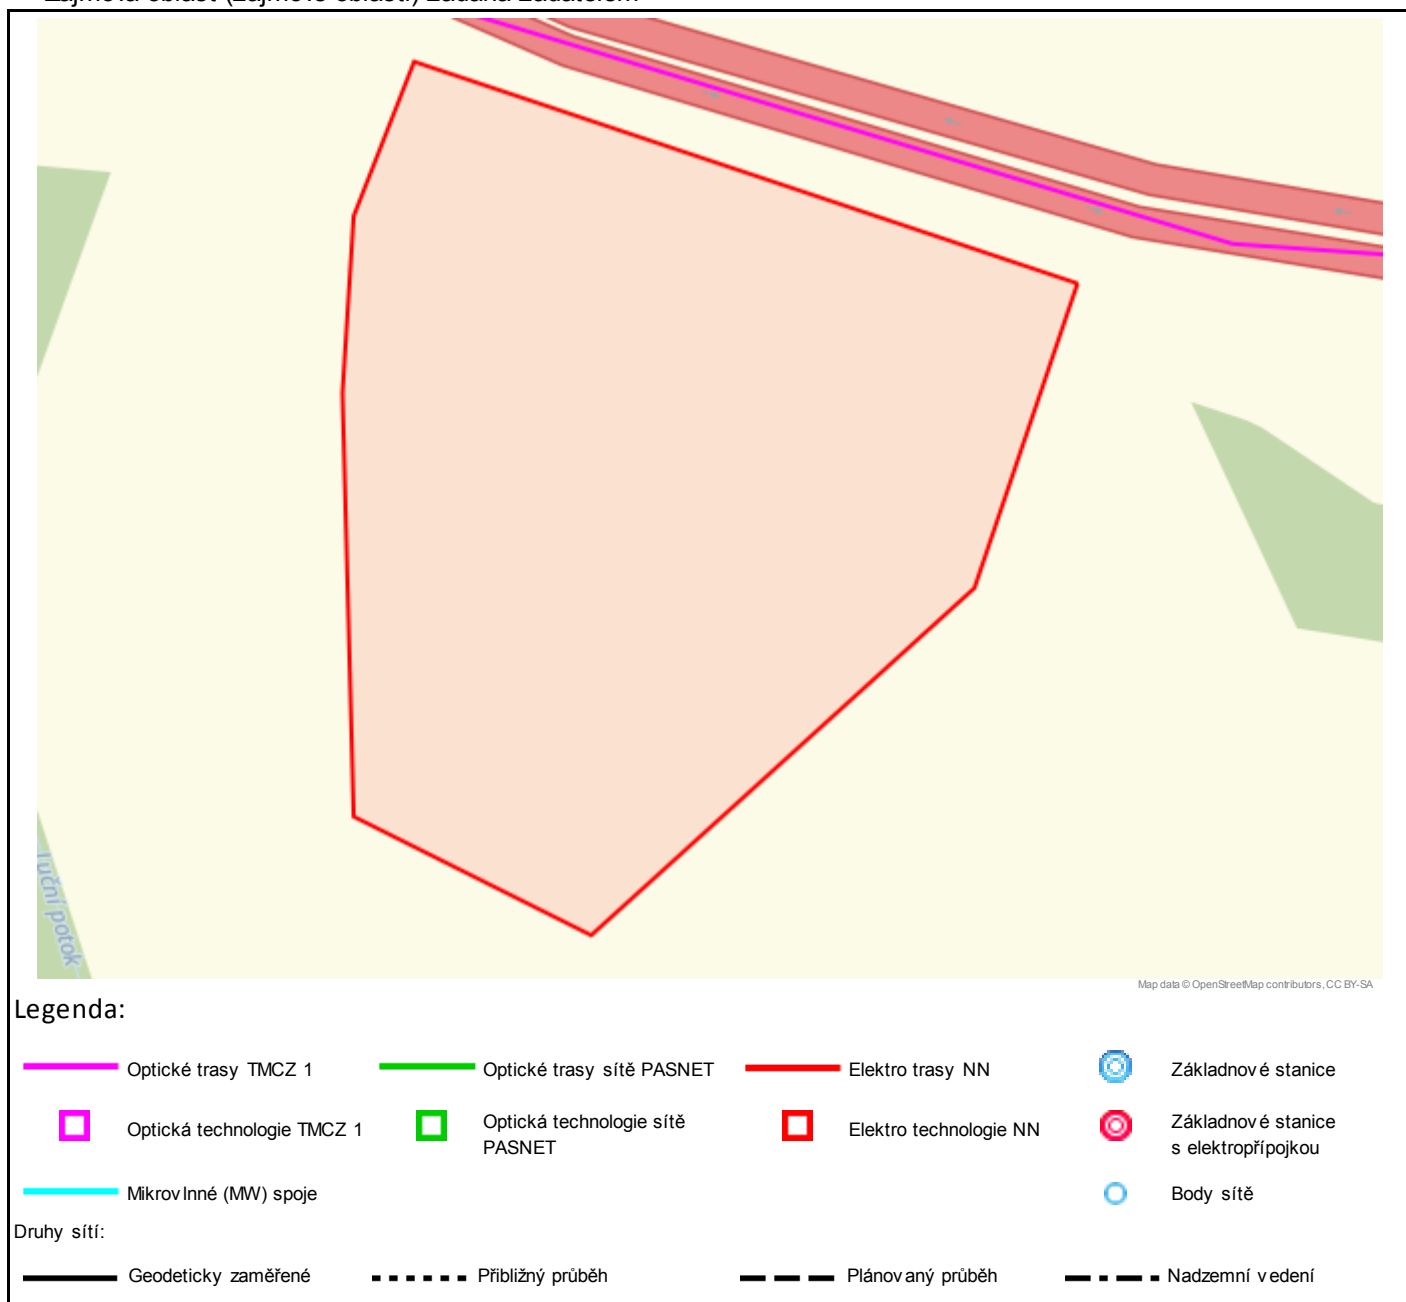 Zájmová oblast (zájmové oblasti) zadaná žadatelem
Luční potok
Map data © OpenStreetMap contributors, CC BY-SA
Legenda:
Optické trasy TMCZ 1
Optické trasy sítě PASNET
Elektro trasy NN
Základnové stanice
Optická technologie TMCZ 1
Optická technologie sítě
PASNET
Elektro technologie NN
Základnové stanice
s elektropřípojkou
Mikrovlnné (MW) spoje
Body sítě
Druhy sítí:
Geodeticky zaměřené
Přibližný průběh
Plánovaný průběh
Nadzemní vedení